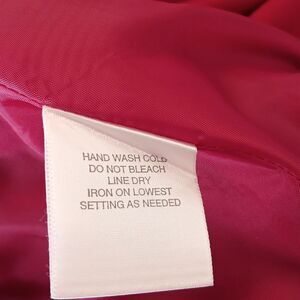 HAND WASH COLD
DO NOT BLEACH
LINE DRY
IRON ON LOWEST
SETTING AS NEEDED